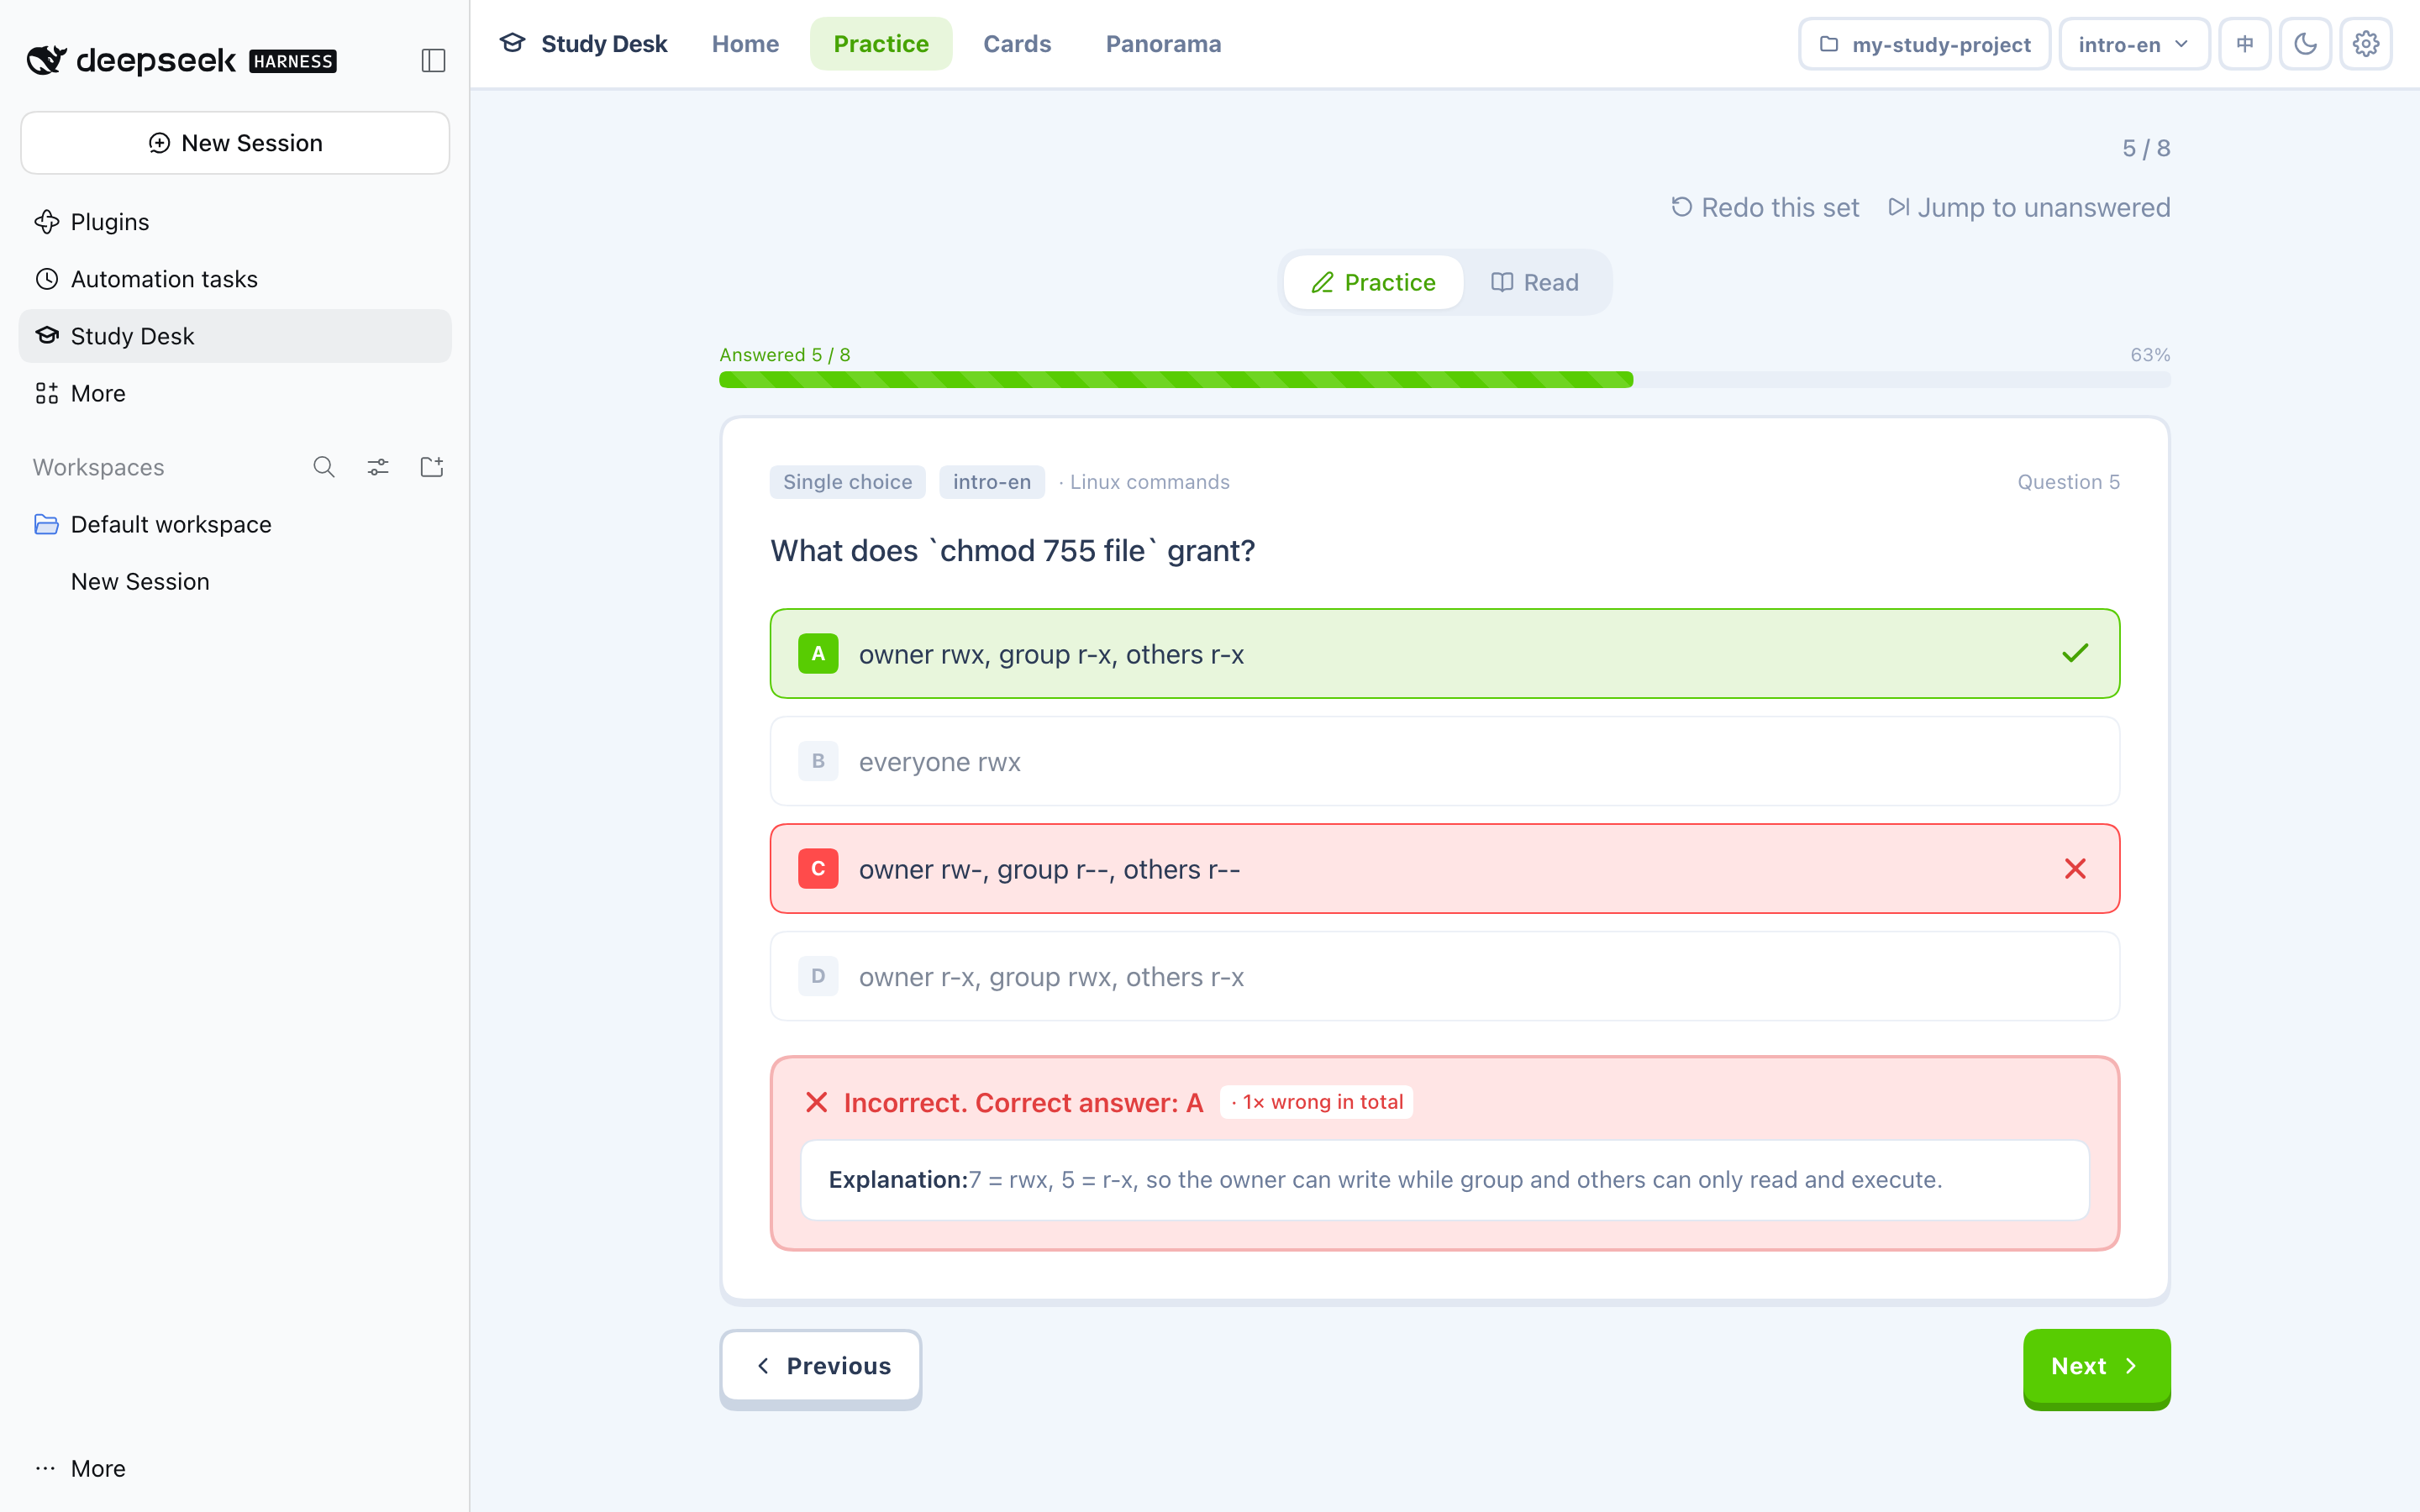 deepseek HARNESS
New Session
Plugins
Automation tasks
Study Desk
More
Workspaces
Default workspace
New Session
More
Study Desk
Home
Practice
Cards
Panorama
my-study-project
intro-en
中
5 / 8
Redo this set
Jump to unanswered
Practice
Read
Answered 5 / 8
63%
Single choice
intro-en
· Linux commands
Question 5
What does `chmod 755 file` grant?
A owner rwx, group r-x, others r-x
B everyone rwx
C owner rw-, group r--, others r--
D owner r-x, group rwx, others r-x
Incorrect. Correct answer: A
· 1× wrong in total
Explanation:7 = rwx, 5 = r-x, so the owner can write while group and others can only read and execute.
Previous
Next